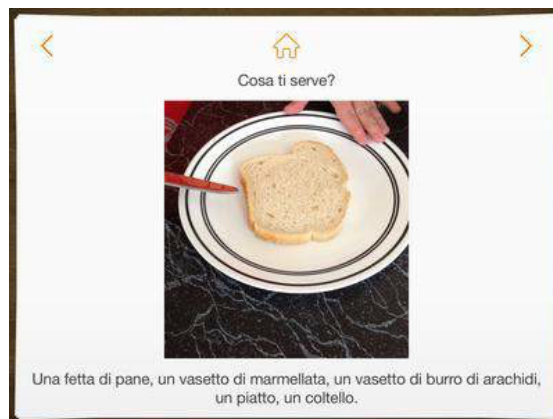 Cosa ti serve?
Una fetta di pane, un vasetto di marmellata, un vasetto di burro di arachidi,
un piatto, un coltello.